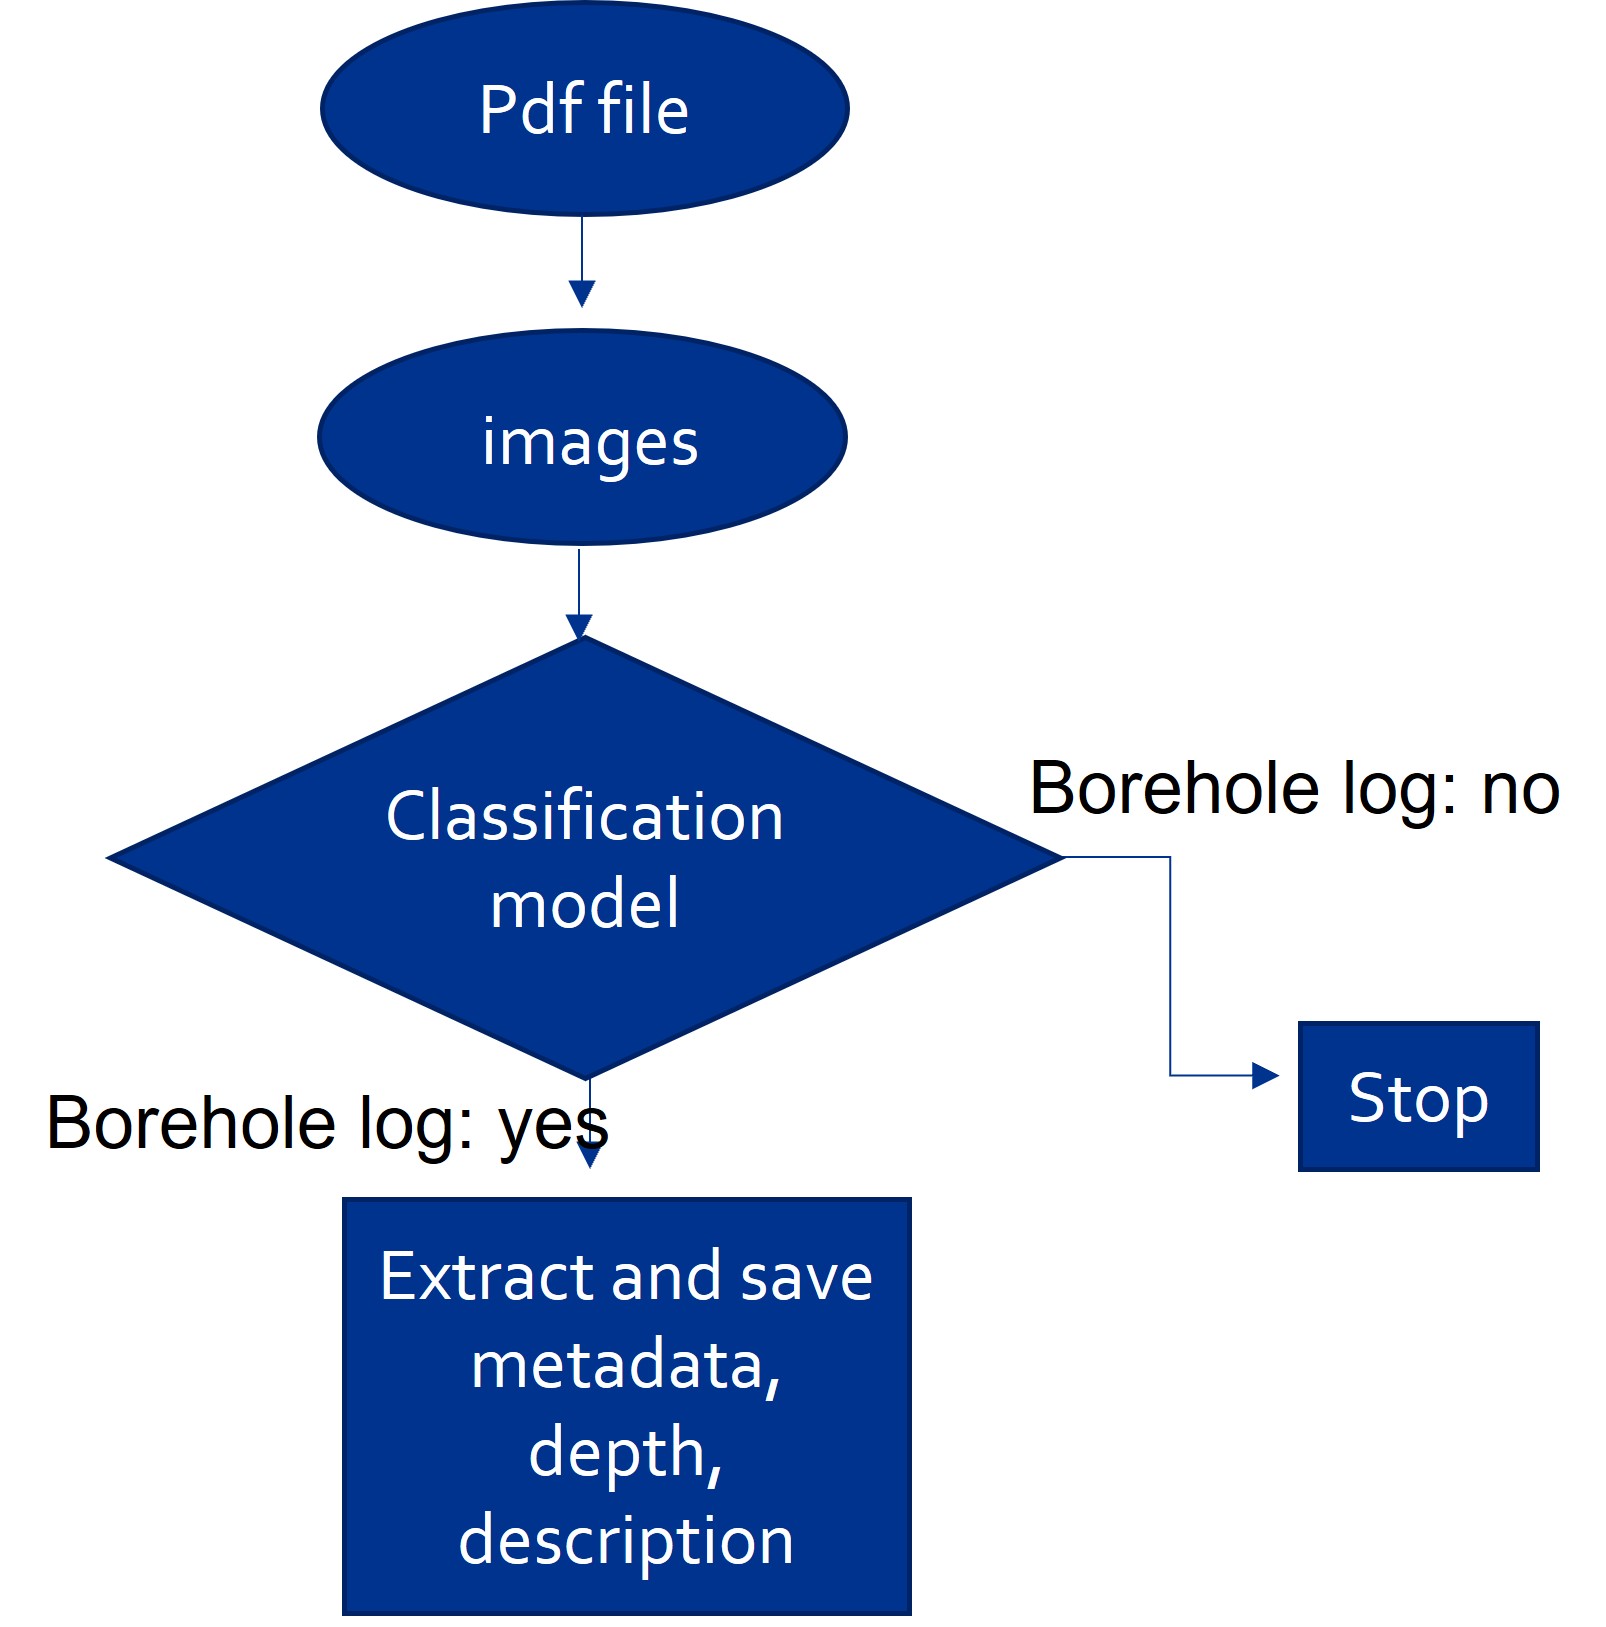 Pdf file
images
Classification
model
Borehole log: no
Stop
Borehole log: yes
Extract and save
metadata,
depth,
description